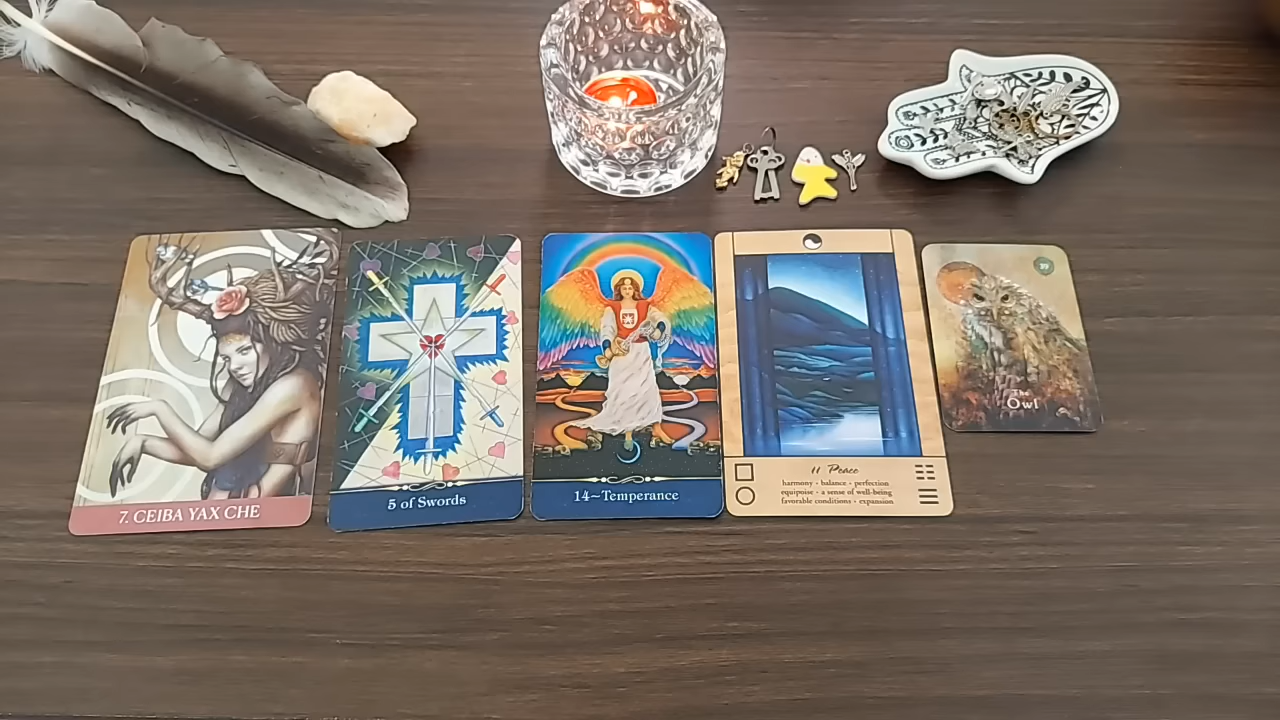 7. CEIBA YAX CHE
5 of Swords
14~Temperance
11 Peace
harmony - balance - perfection
equipoise - a sense of well-being
favorable conditions - expansion
The
Owl